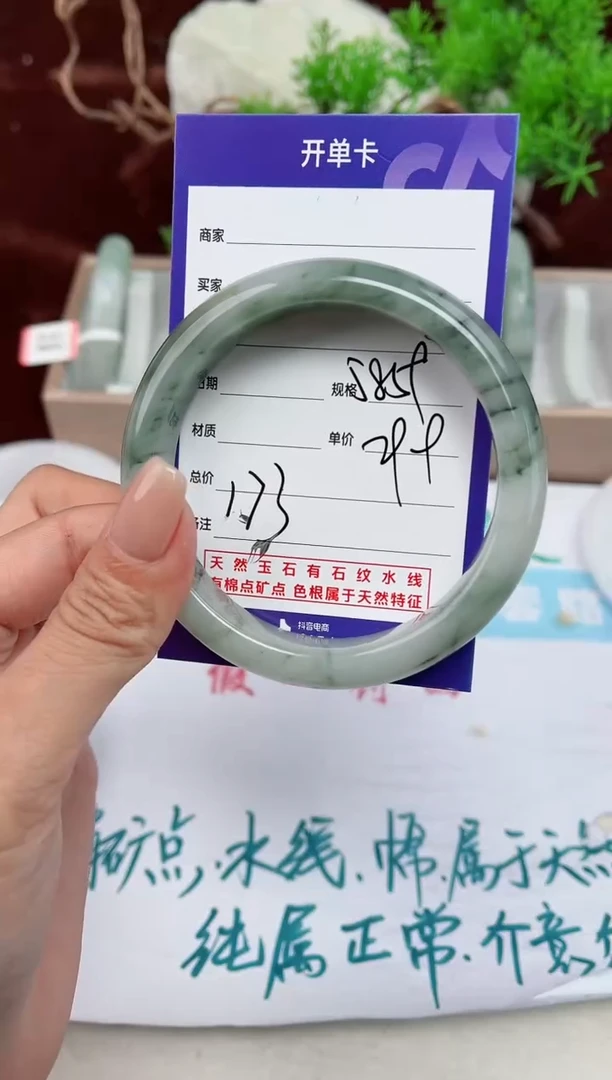 开单卡
商家
买家
日期 规格
材质 单价
总价 173
备注
天然玉石有石纹水线
有棉点矿点 色根属于天然特征
抖音电商
矿点,水线、棉,属于天然
纯属正常.介意